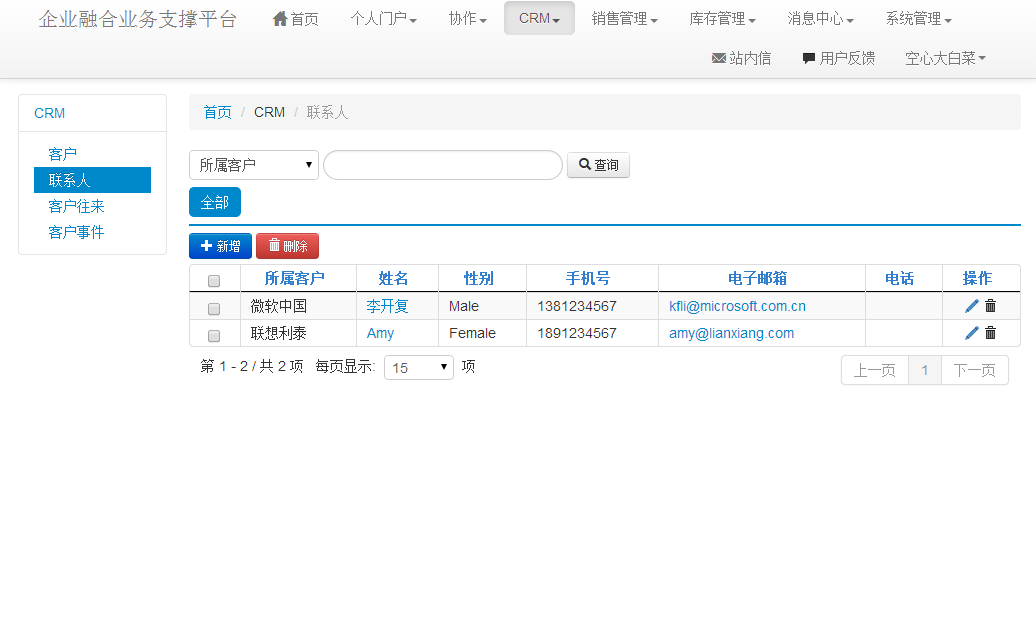 企业融合业务支撑平台 首页 个人门户 协作 CRM 销售管理 库存管理 消息中心 系统管理
站内信 用户反馈 空心大白菜
CRM
客户
联系人
客户往来
客户事件
首页 / CRM / 联系人
所属客户 查询
全部
新增 删除
所属客户 姓名 性别 手机号 电子邮箱 电话 操作
微软中国 李开复 Male 1381234567 kfli@microsoft.com.cn
联想利泰 Amy Female 1891234567 amy@lianxiang.com
第 1 - 2 / 共 2 项 每页显示: 15 项 上一页 1 下一页